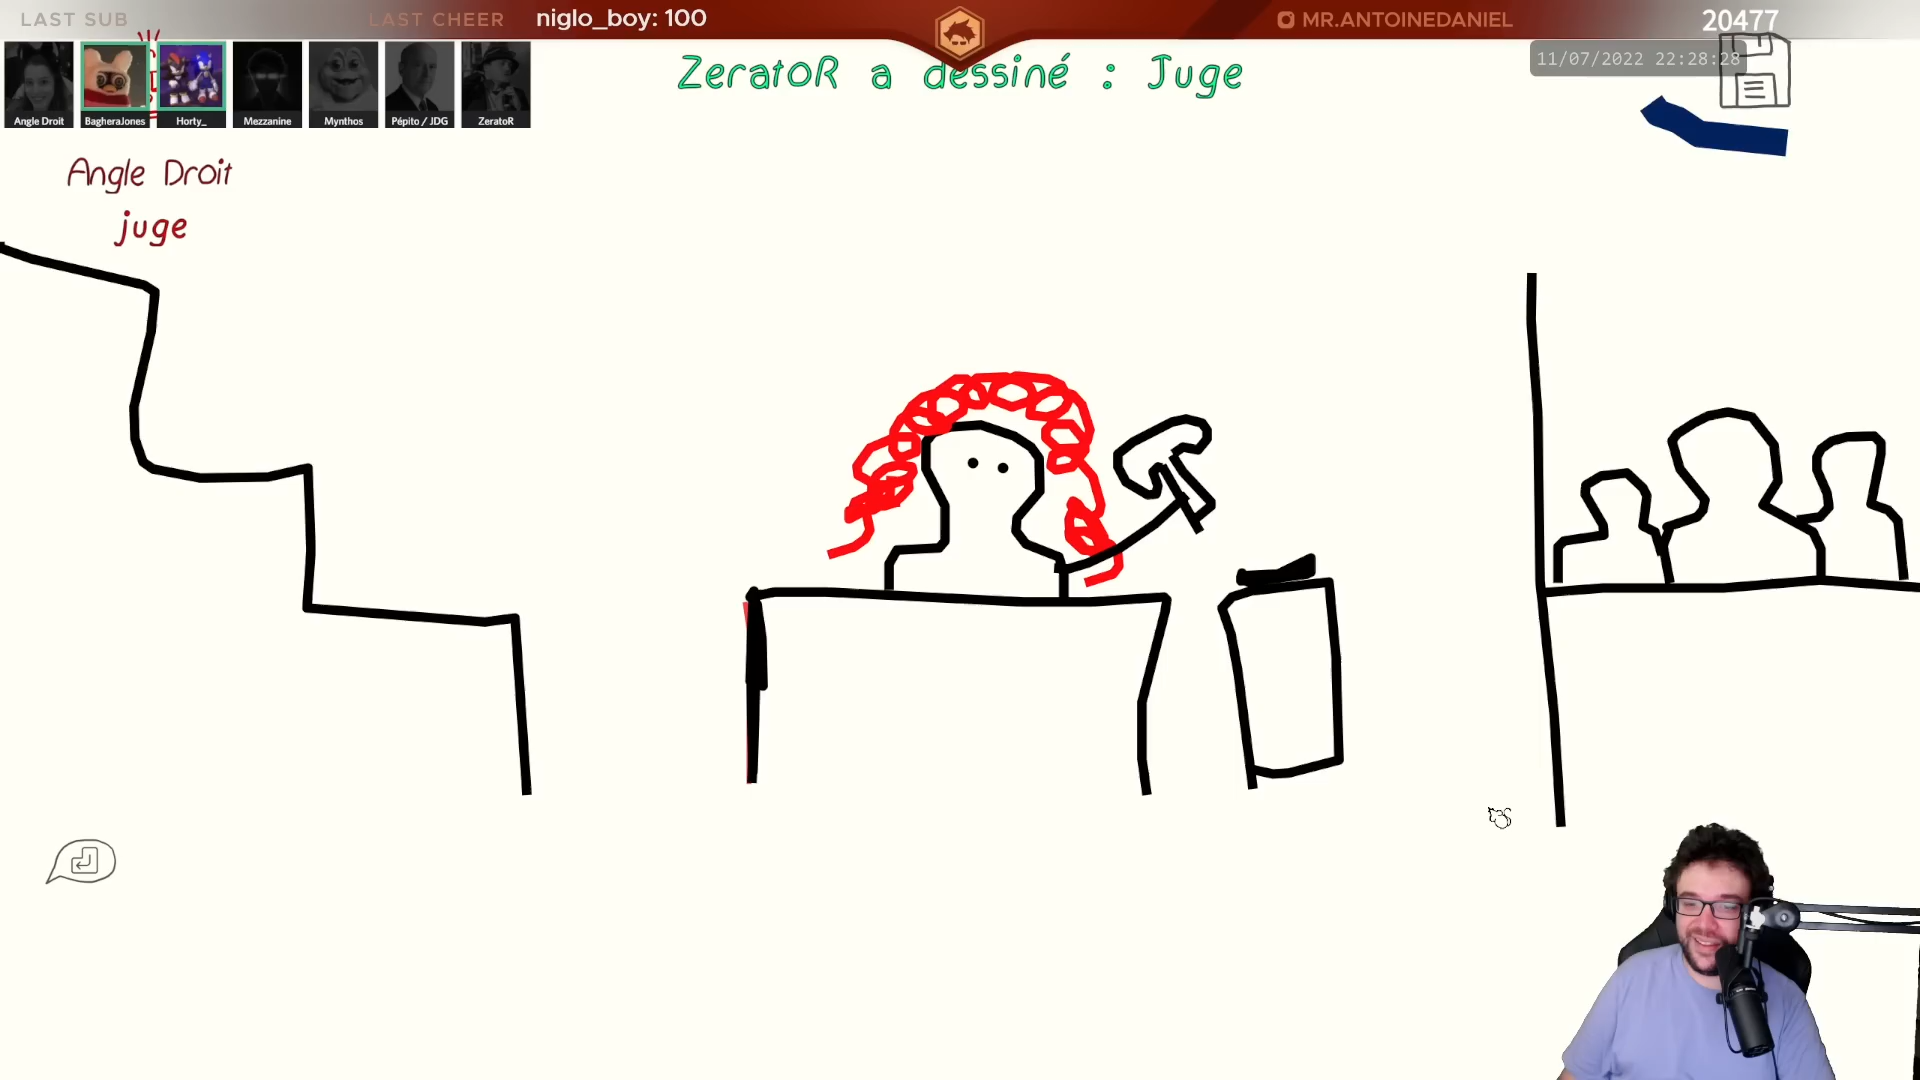 LAST SUB
LAST CHEER niglo_boy: 100
MR.ANTOINEDANIEL
20477
11/07/2022 22:28:28
ZeratoR a dessiné : Juge
Angle Droit
BagheraJones
Horty_
Mezzanine
Mynthos
Pépito / JDG
ZeratoR
Angle Droit
juge